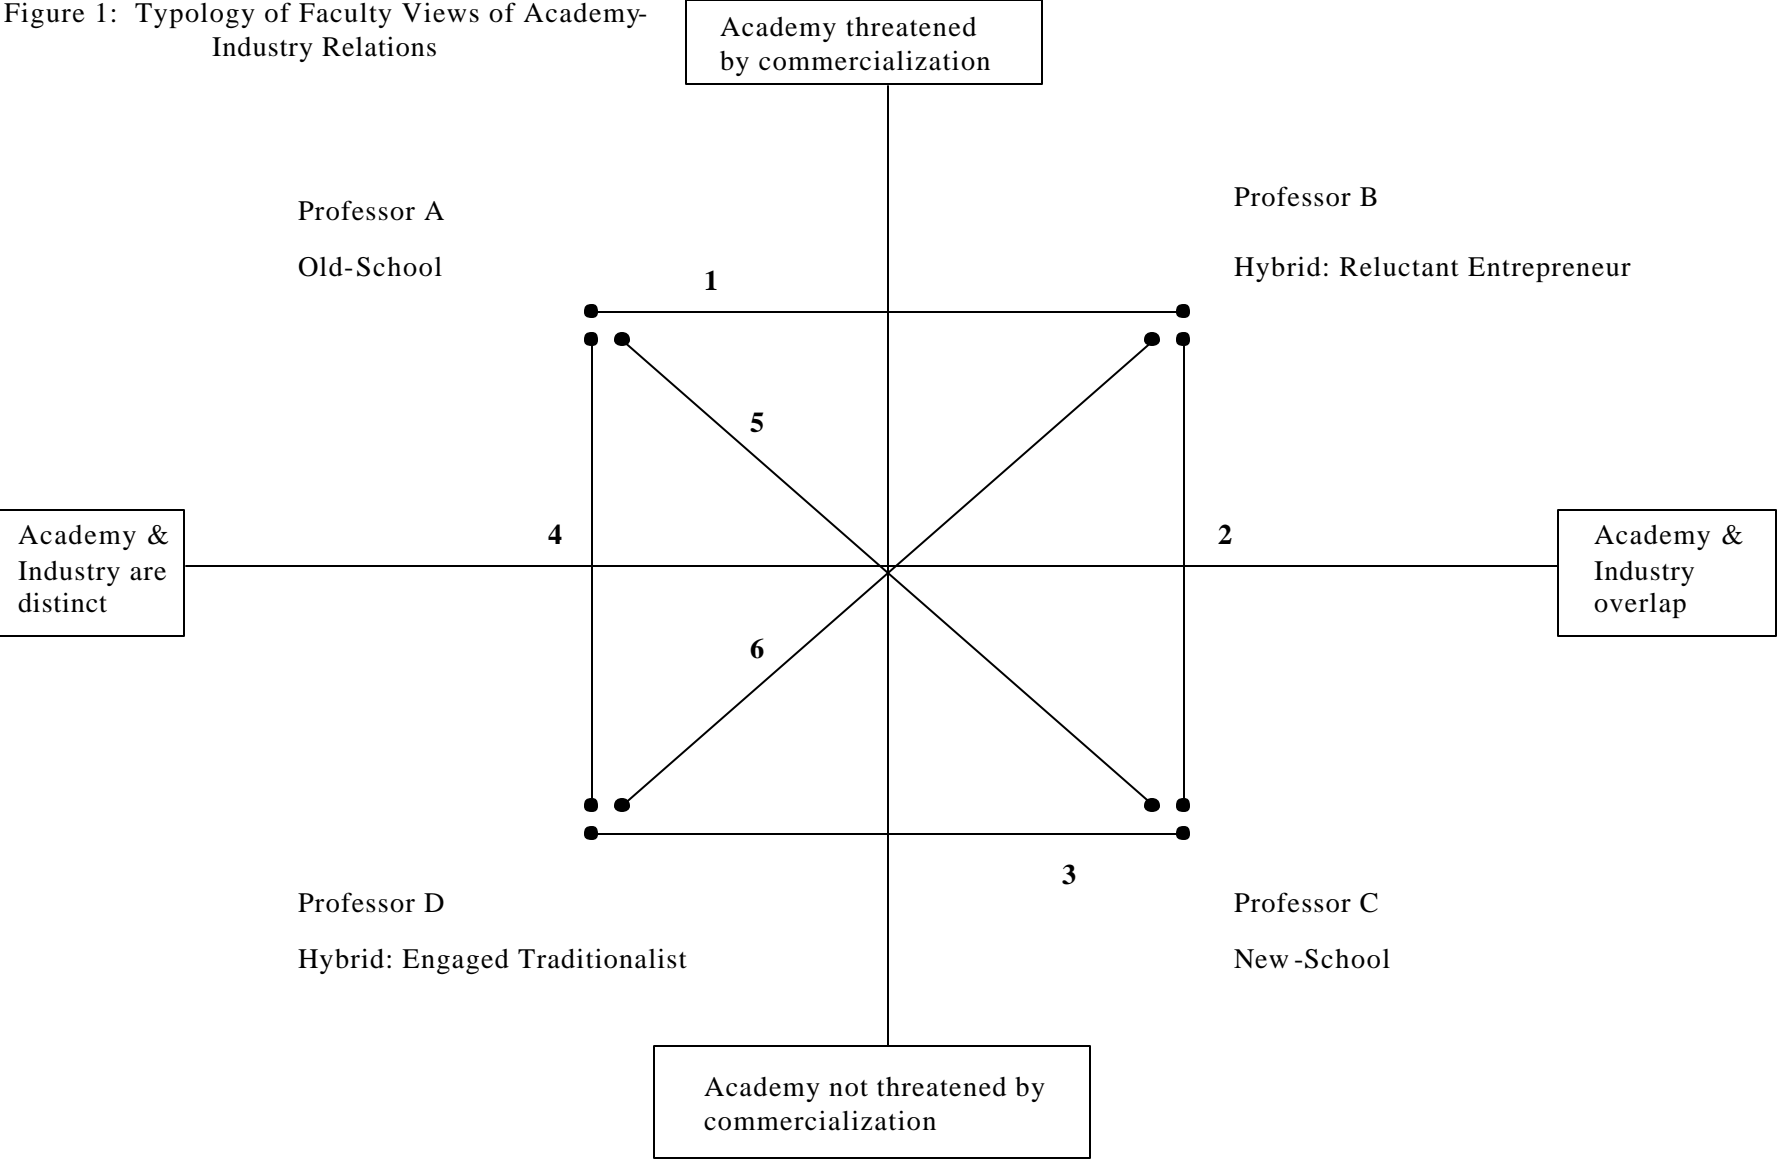 Figure 1: Typology of Faculty Views of Academy-
Industry Relations
Academy threatened
by commercialization
Professor A
Old-School
Professor B
Hybrid: Reluctant Entrepreneur
1
5
4
2
Academy &
Industry are
distinct
Academy &
Industry
overlap
6
3
Professor D
Hybrid: Engaged Traditionalist
Professor C
New -School
Academy not threatened by
commercialization